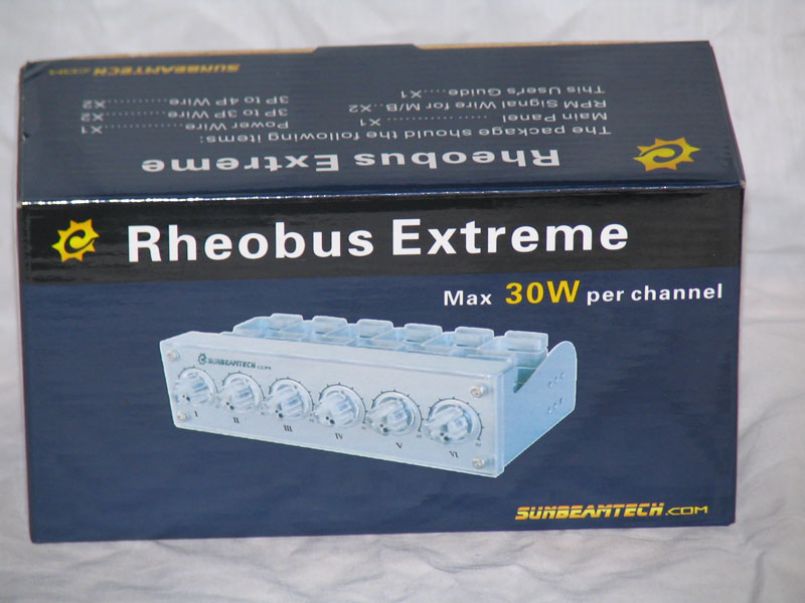 Rheobus Extreme
The package should the following items:
Main Panel ... ............X1 Power Wire..............X1
RPM Signal Wire for M/B..X2 3P to 3P Wire...........X2
This User's Guide...X1 3P to 4P Wire...........X2
SUNBEAMTECH.COM
Rheobus Extreme
Max 30W per channel
SUNBEAMTECH.COM
I II III IV V VI
SUNBEAMTECH.COM